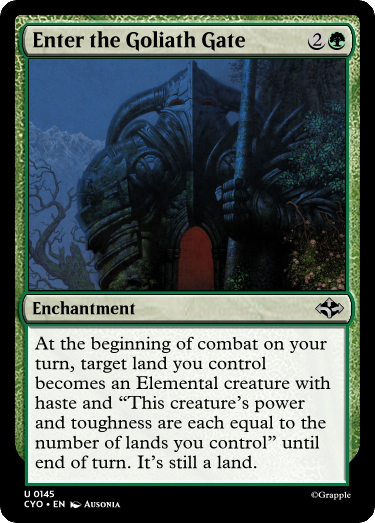 Enter the Goliath Gate 2
Enchantment
At the beginning of combat on your
turn, target land you control
becomes an Elemental creature with
haste and “This creature’s power
and toughness are each equal to the
number of lands you control” until
end of turn. It’s still a land.
U 0145
CYO • EN Ausonia
©Grapple